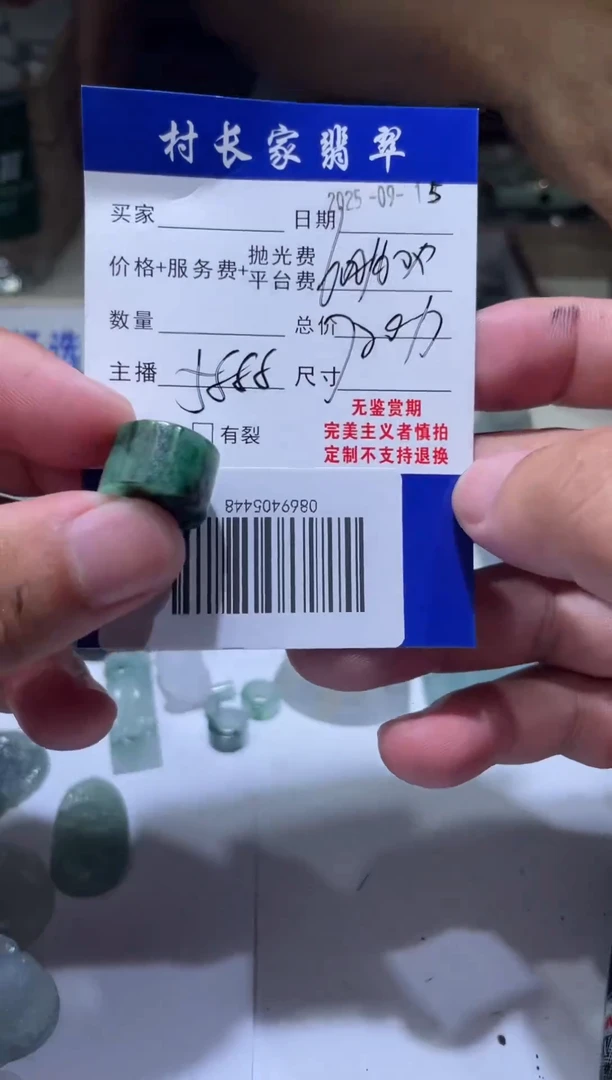 村长家翡翠
买家 日期 2025-09-15
价格+服务费+抛光费
平台费
数量 总价
主播 J8888 尺寸
有裂
无鉴赏期
完美主义者慎拍
定制不支持退换
0869405448